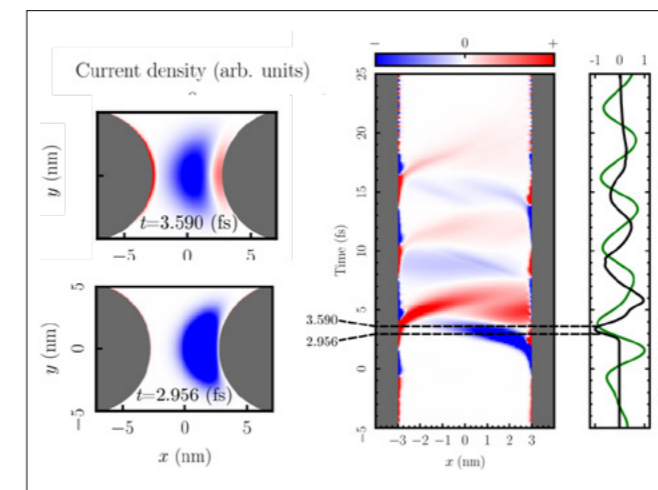 Current density (arb. units)
y (nm)
t=3.590 (fs)
−5 0 5
5
0
−5
y (nm)
t=2.956 (fs)
−5 0 5
x (nm)
− 0 +
25
20
15
10
5
0
−5
Time (fs)
3.590
2.956
−3 −2 −1 0 1 2 3
x (nm)
-1 0 1